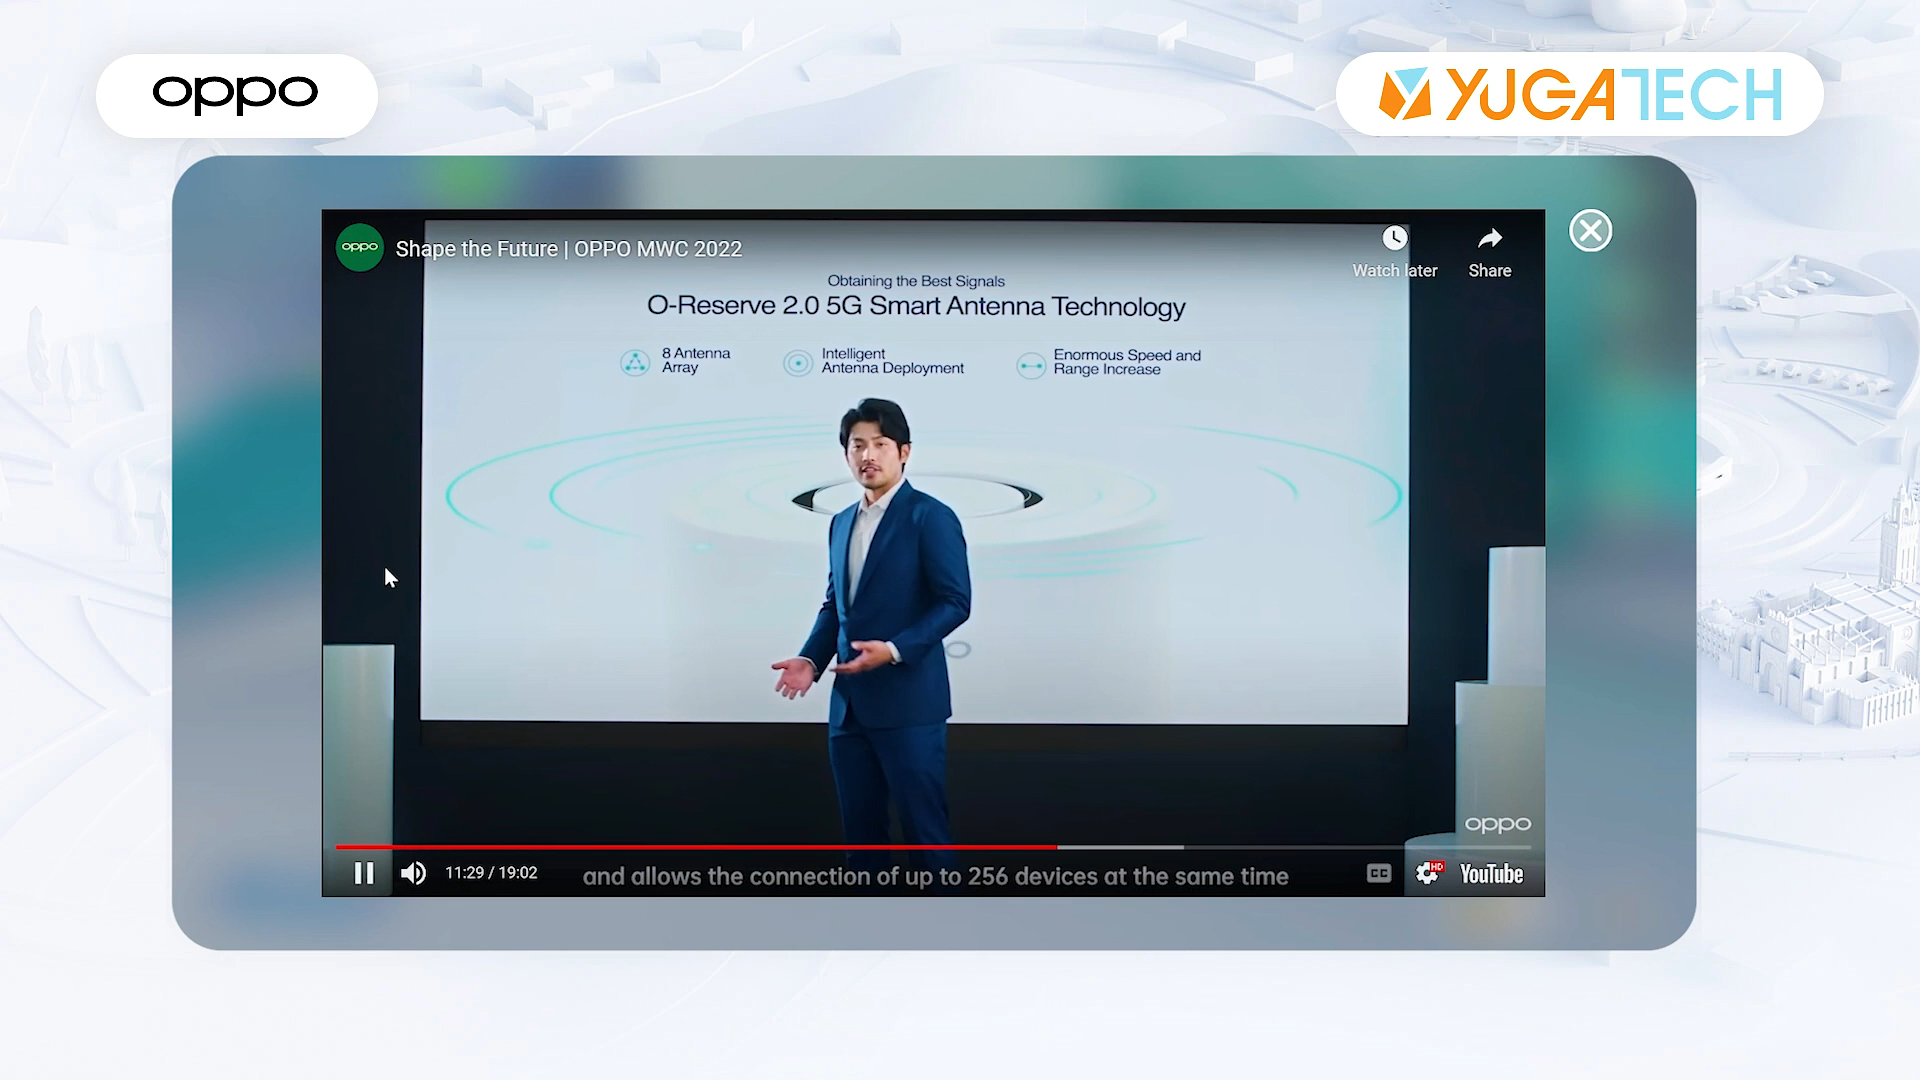 oppo
YUGATECH
oppo
Shape the Future | OPPO MWC 2022
Watch later
Share
Obtaining the Best Signals
O-Reserve 2.0 5G Smart Antenna Technology
8 Antenna
Array
Intelligent
Antenna Deployment
Enormous Speed and
Range Increase
oppo
11:29 / 19:02
and allows the connection of up to 256 devices at the same time
CC
HD
YouTube